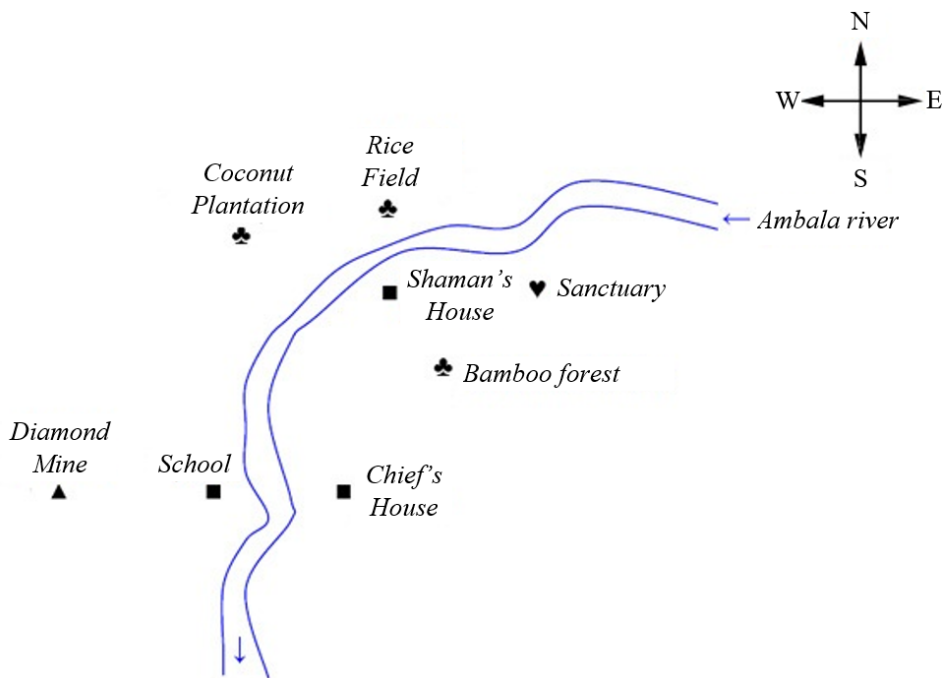 N
W E
S
Rice
Field
Coconut
Plantation
← Ambala river
Shaman's
House
Sanctuary
Bamboo forest
Diamond
Mine
School
Chief's
House